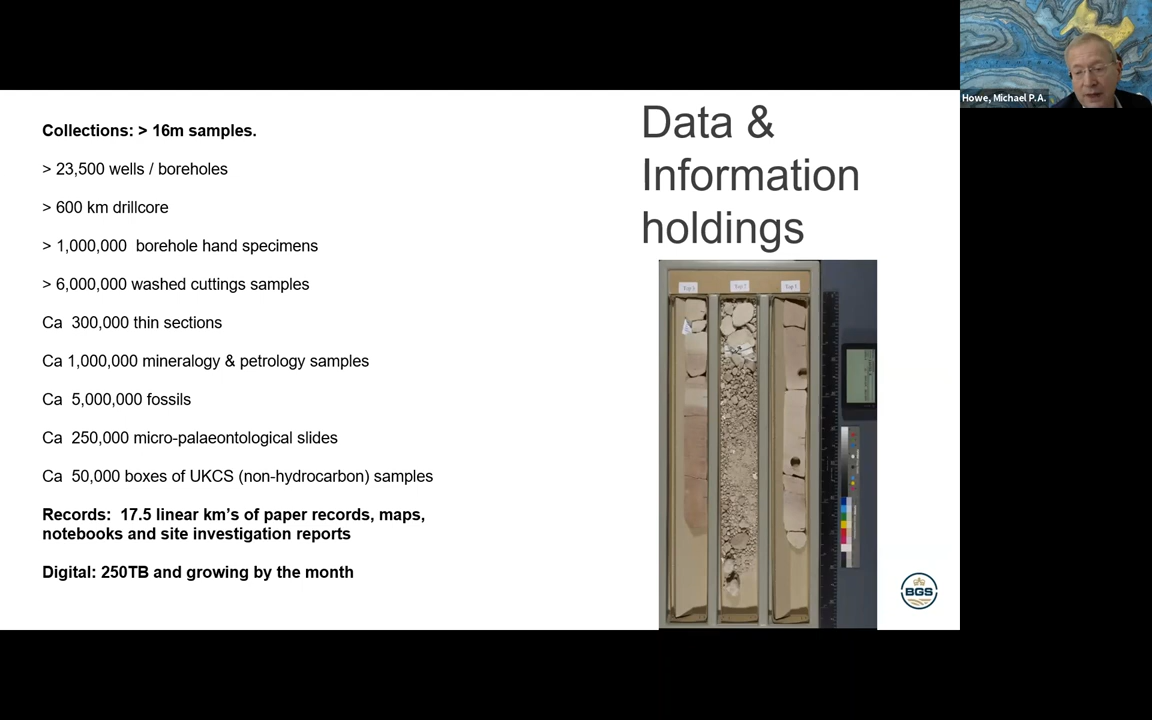 Collections: > 16m samples.
> 23,500 wells / boreholes
> 600 km drillcore
> 1,000,000  borehole hand specimens
> 6,000,000 washed cuttings samples
Ca  300,000 thin sections
Ca 1,000,000 mineralogy & petrology samples
Ca  5,000,000 fossils
Ca  250,000 micro-palaeontological slides
Ca  50,000 boxes of UKCS (non-hydrocarbon) samples
Records:  17.5 linear km's of paper records, maps,
notebooks and site investigation reports
Digital: 250TB and growing by the month
Data &
Information
holdings
BGS
Howe, Michael P.A.